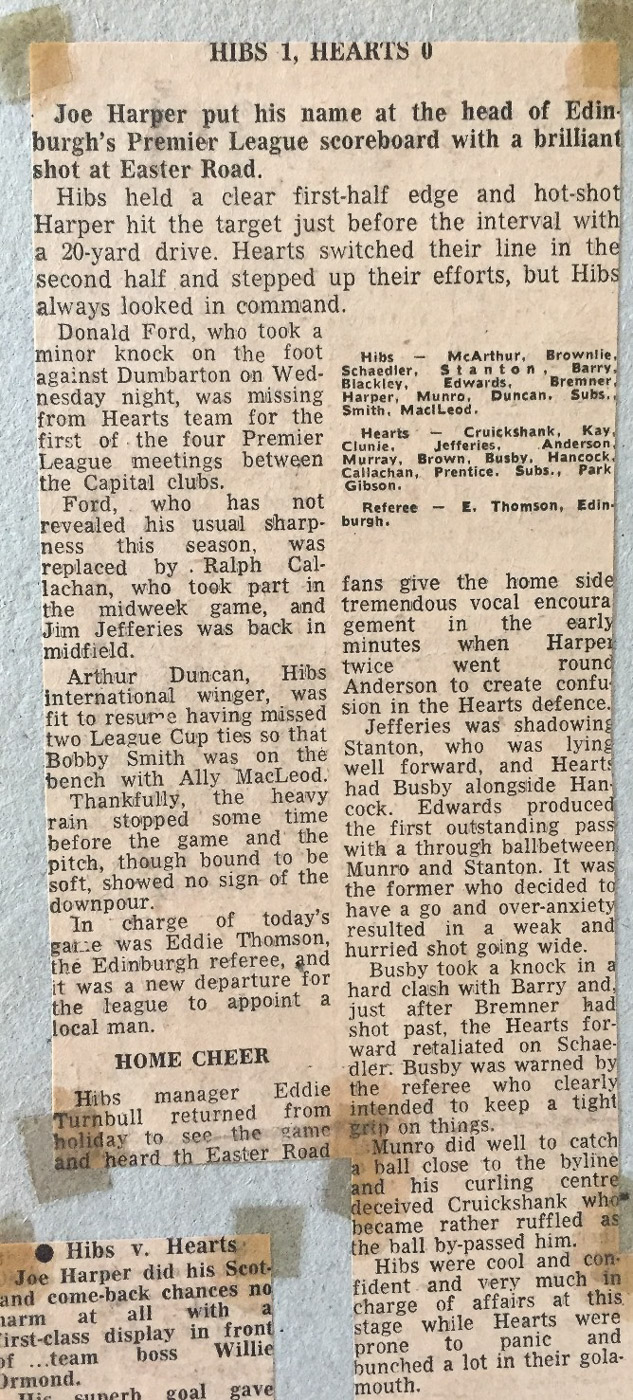 HIBS 1, HEARTS 0
Joe Harper put his name at the head of Edin-
burgh's Premier League scoreboard with a brilliant
shot at Easter Road.
Hibs held a clear first-half edge and hot-shot
Harper hit the target just before the interval with
a 20-yard drive. Hearts switched their line in the
second half and stepped up their efforts, but Hibs
always looked in command.
Donald Ford, who took a
minor knock on the foot
against Dumbarton on Wed-
nesday night, was missing
from Hearts team for the
first of the four Premier
League meetings between
the Capital clubs.
Ford, who has not
revealed his usual sharp-
ness this season, was
replaced by . Ralph Cal-
lachan, who took part in
the midweek game, and
Jim Jefferies was back in
midfield.
Arthur Duncan, Hibs
international winger, was
fit to resume having missed
two League Cup ties so that
Bobby Smith was on the
bench with Ally MacLeod.
Thankfully, the heavy
rain stopped some time
before the game and the
pitch, though bound to be
soft, showed no sign of the
downpour.
In charge of today's
game was Eddie Thomson,
the Edinburgh referee, and
it was a new departure for
the league to appoint a
local man.
HOME CHEER
Hibs manager Eddie
Turnbull returned from
holiday to see the game
and heard th Easter Road
Hibs — McArthur, Brownlie,
Schaedler, Stanton, Barry,
Blackley, Edwards, Bremner,
Harper, Munro, Duncan. Subs.,
Smith, MaclLeod.
Hearts — Cruickshank, Kay,
Clunie, Jefferies, Anderson,
Murray, Brown, Busby, Hancock,
Callachan, Prentice. Subs., Park
Gibson.
Referee — E. Thomson, Edin-
burgh.
fans give the home side
tremendous vocal encoura
gement in the early
minutes when Harper
twice went round
Anderson to create confu-
sion in the Hearts defence.
Jefferies was shadowing
Stanton, who was lying
well forward, and Hearts
had Busby alongside Han-
cock. Edwards produced
the first outstanding pass
with a through ballbetween
Munro and Stanton. It was
the former who decided to
have a go and over-anxiety
resulted in a weak and
hurried shot going wide.
Busby took a knock in a
hard clash with Barry and,
just after Bremner had
shot past, the Hearts for-
ward retaliated on Schae-
dler. Busby was warned by
the referee who clearly
intended to keep a tight
grip on things.
Munro did well to catch
a ball close to the byline
and his curling centre
deceived Cruickshank who
became rather ruffled as
the ball by-passed him.
Hibs were cool and con-
fident and very much in
charge of affairs at this
stage while Hearts were
prone to panic and
bunched a lot in their gola-
mouth.
● Hibs v. Hearts
Joe Harper did his Scot-
and come-back chances no
harm at all with a
first-class display in front
of ...team boss Willie
Ormond.
His superb goal gave